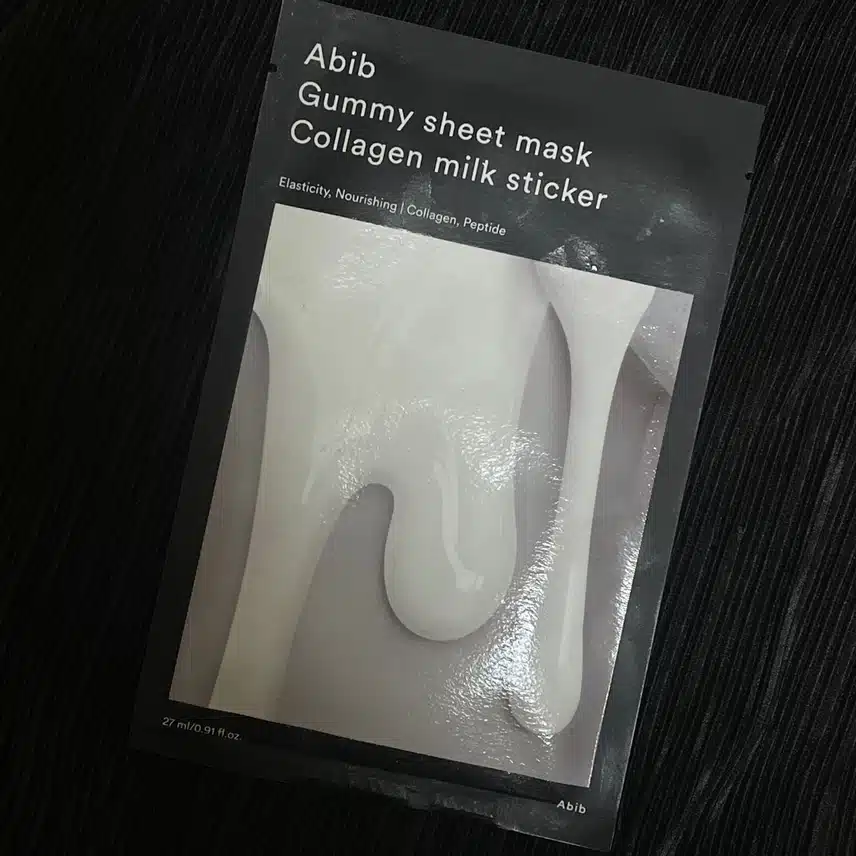 Abib
Gummy sheet mask
Collagen milk sticker
Elasticity, Nourishing | Collagen, Peptide
27 ml/0.91 fl.oz.
Abib